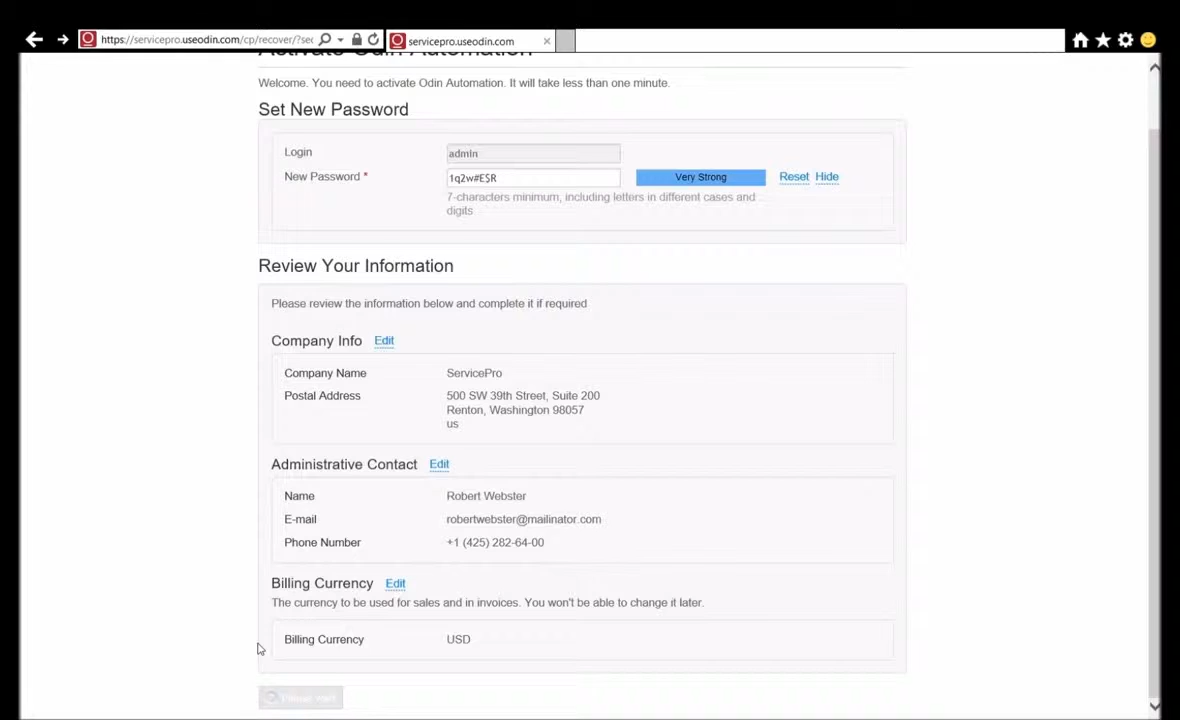 https://servicepro.useodin.com/cp/recover/?se
servicepro.useodin.com
Activate Odin Automation
Welcome. You need to activate Odin Automation. It will take less than one minute.
Set New Password
Login
admin
New Password *
1q2w#E$R
Very Strong
Reset Hide
7-characters minimum, including letters in different cases and
digits
Review Your Information
Please review the information below and complete it if required
Company Info Edit
Company Name
ServicePro
Postal Address
500 SW 39th Street, Suite 200
Renton, Washington 98057
us
Administrative Contact Edit
Name
Robert Webster
E-mail
robertwebster@mailinator.com
Phone Number
+1 (425) 282-64-00
Billing Currency Edit
The currency to be used for sales and in invoices. You won't be able to change it later.
Billing Currency
USD
Please wait